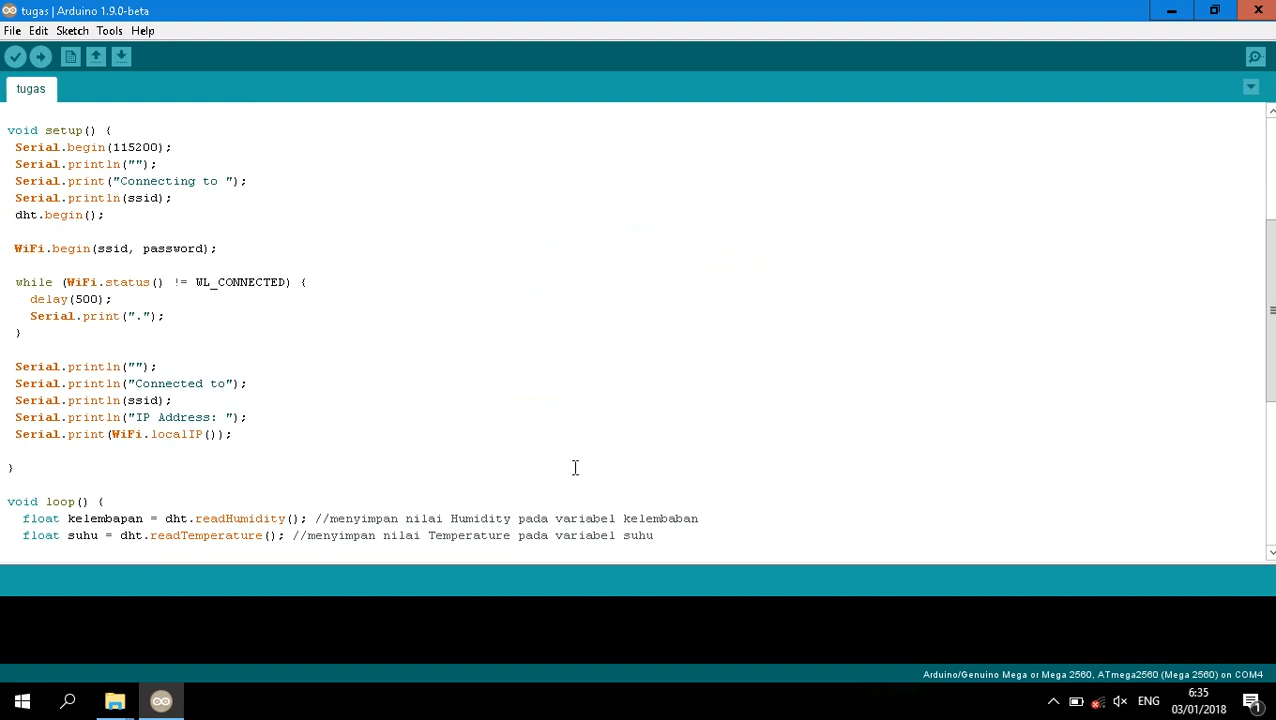 tugas | Arduino 1.9.0-beta
File Edit Sketch Tools Help
tugas
void setup() {
Serial.begin(115200);
Serial.println("");
Serial.print("Connecting to ");
Serial.println(ssid);
dht.begin();
WiFi.begin(ssid, password);
while (WiFi.status() != WL_CONNECTED) {
delay(500);
Serial.print(".");
}
Serial.println("");
Serial.println("Connected to");
Serial.println(ssid);
Serial.println("IP Address: ");
Serial.print(WiFi.localIP());
}
void loop() {
float kelembapan = dht.readHumidity(); //menyimpan nilai Humidity pada variabel kelembaban
float suhu = dht.readTemperature(); //menyimpan nilai Temperature pada variabel suhu
Arduino/Genuino Mega or Mega 2560, ATmega2560 (Mega 2560) on COM4
ENG
6:35
03/01/2018
1